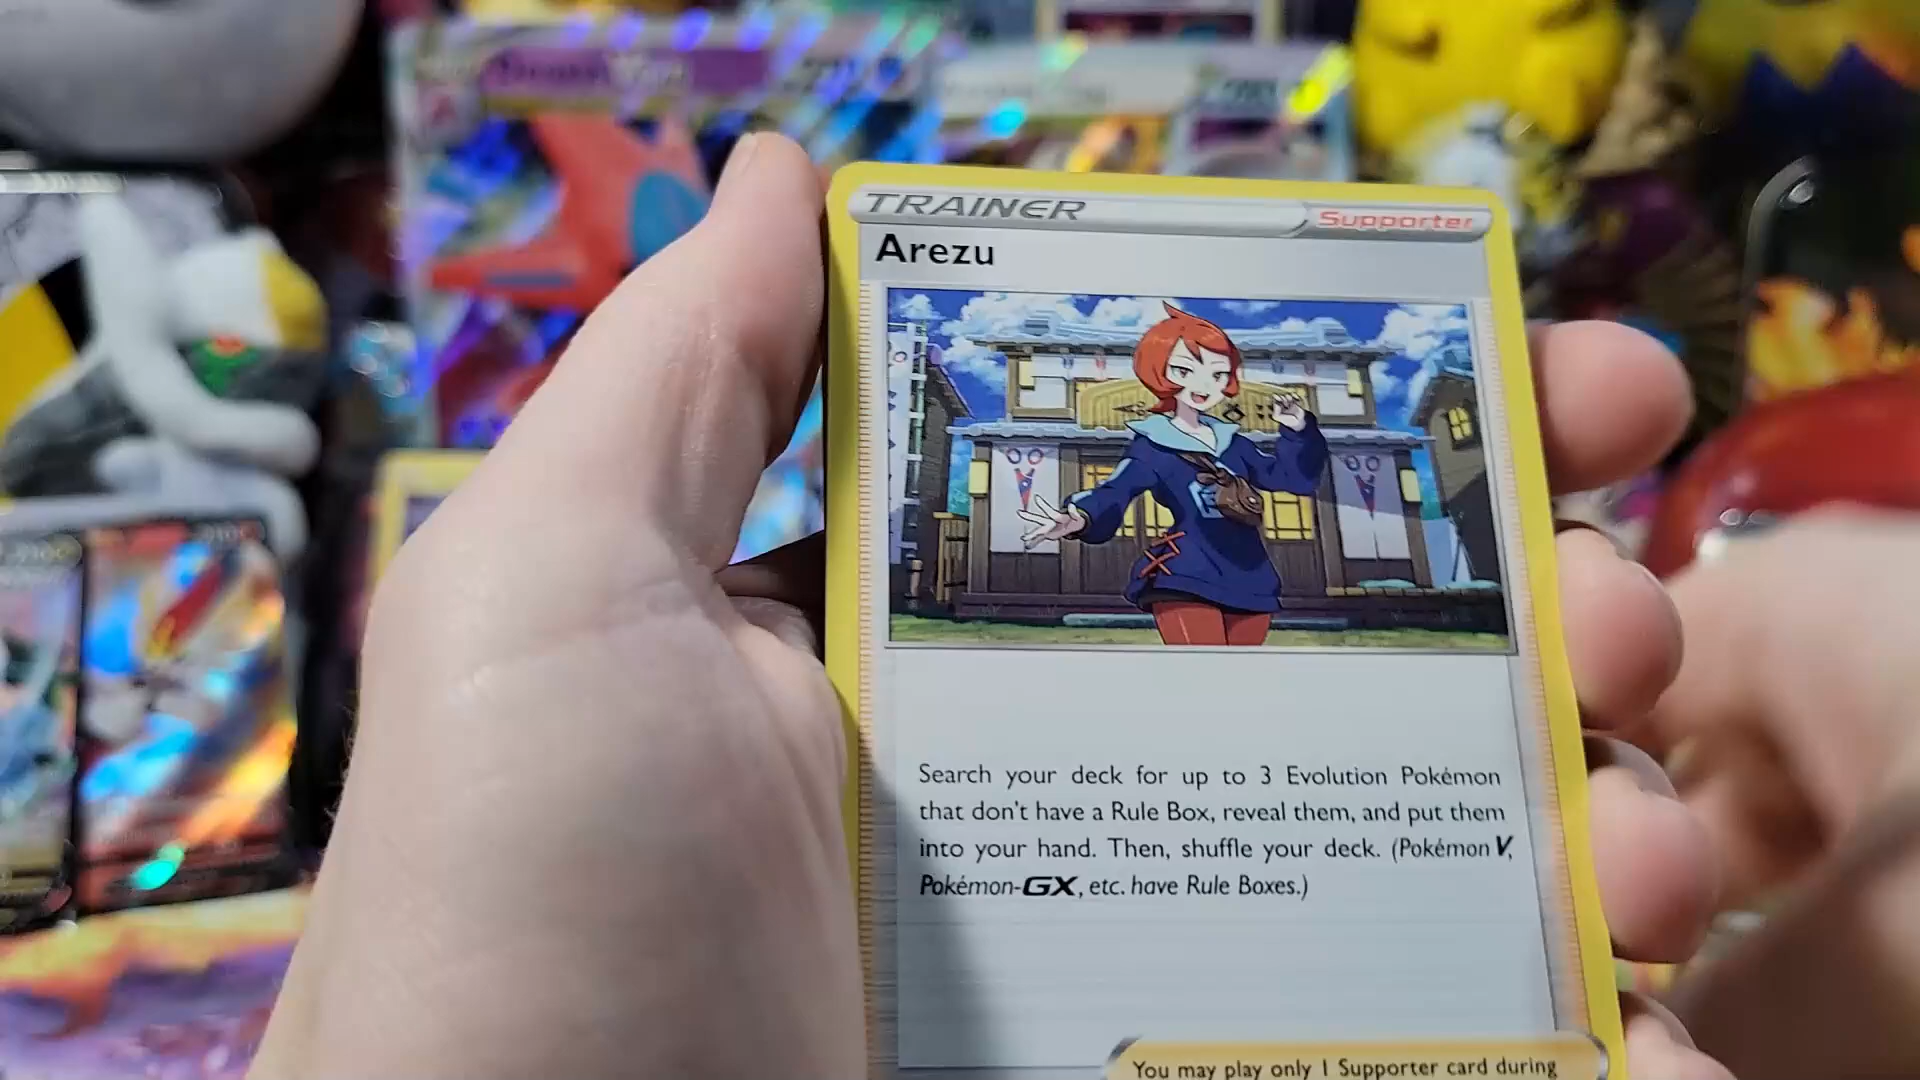 TRAINER Supporter
Arezu
Search your deck for up to 3 Evolution Pokémon
that don't have a Rule Box, reveal them, and put them
into your hand. Then, shuffle your deck. (Pokémon V,
Pokémon-GX, etc. have Rule Boxes.)
You may play only 1 Supporter card during